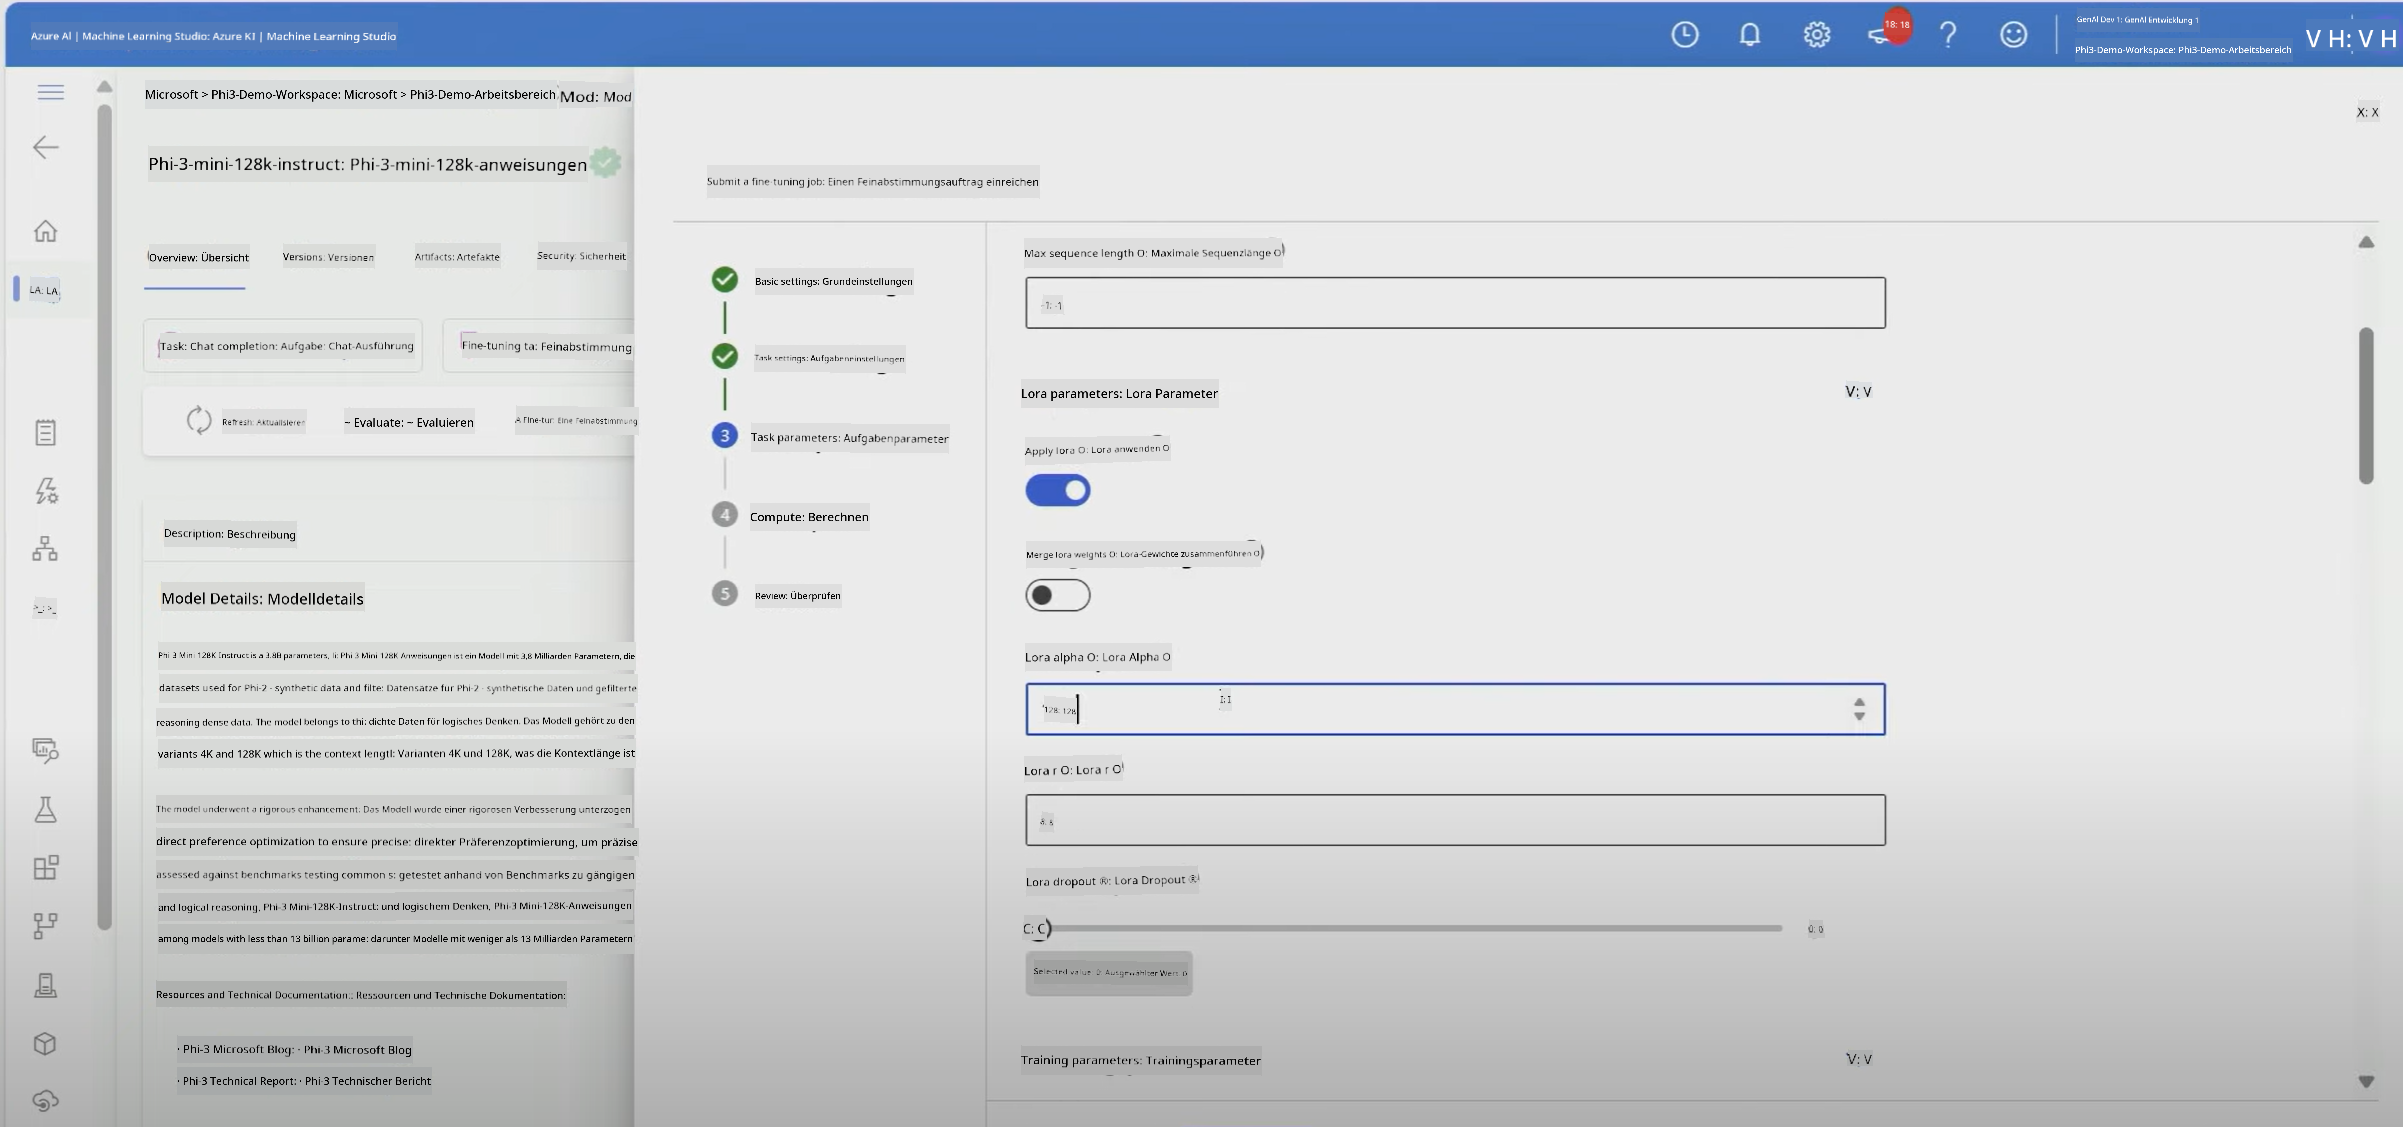 Azure AI | Machine Learning Studio: Azure KI | Machine Learning Studio
18: 18
GenAI Dev 1: GenAI Entwicklung 1
Phi3-Demo-Workspace: Phi3-Demo-Arbeitsbereich
V H: V H
Microsoft > Phi3-Demo-Workspace: Microsoft > Phi3-Demo-Arbeitsbereich
Mod: Mod
X: X
Phi-3-mini-128k-instruct: Phi-3-mini-128k-anweisungen
Submit a fine-tuning job: Einen Feinabstimmungsauftrag einreichen
Overview: Übersicht
Versions: Versionen
Artifacts: Artefakte
Security: Sicherheit
LA: LA
Task: Chat completion: Aufgabe: Chat-Ausführung
Fine-tuning ta: Feinabstimmung
Refresh: Aktualisieren
~ Evaluate: ~ Evaluieren
A Fine-tur: Eine Feinabstimmung
Description: Beschreibung
Model Details: Modelldetails
>_: >_
Phi-3 Mini-128K-Instruct is a 3.8B parameters, li: Phi-3 Mini-128K-Anweisungen ist ein Modell mit 3,8 Milliarden Parametern, die
datasets used for Phi-2 - synthetic data and filte: Datensätze für Phi-2 - synthetische Daten und gefilterte
reasoning dense data. The model belongs to thi: dichte Daten für logisches Denken. Das Modell gehört zu den
variants 4K and 128K which is the context lengtl: Varianten 4K und 128K, was die Kontextlänge ist
The model underwent a rigorous enhancement: Das Modell wurde einer rigorosen Verbesserung unterzogen
direct preference optimization to ensure precise: direkter Präferenzoptimierung, um präzise
assessed against benchmarks testing common s: getestet anhand von Benchmarks zu gängigen
and logical reasoning, Phi-3 Mini-128K-Instruct: und logischem Denken, Phi-3 Mini-128K-Anweisungen
among models with less than 13 billion parame: darunter Modelle mit weniger als 13 Milliarden Parametern
Resources and Technical Documentation:: Ressourcen und Technische Dokumentation:
· Phi-3 Microsoft Blog: · Phi-3 Microsoft Blog
· Phi-3 Technical Report: · Phi-3 Technischer Bericht
Basic settings: Grundeinstellungen
Task settings: Aufgabeneinstellungen
3 Task parameters: Aufgabenparameter
4 Compute: Berechnen
5 Review: Überprüfen
Max sequence length O: Maximale Sequenzlänge O
-1: -1
Lora parameters: Lora Parameter
V: V
Apply lora O: Lora anwenden O
Merge lora weights O: Lora-Gewichte zusammenführen O
Lora alpha O: Lora Alpha O
128: 128
I: I
Lora r O: Lora r O
8: 8
Lora dropout ®: Lora Dropout ®
C: C
0: 0
Selected value: 0: Ausgewählter Wert: 0
Training parameters: Trainingsparameter
V: V